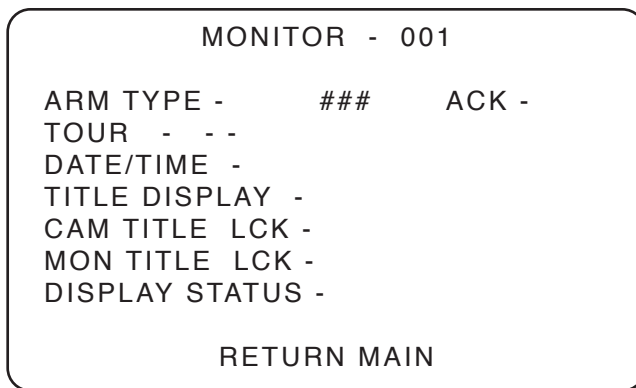 MONITOR - 001
ARM TYPE - ### ACK -
TOUR - - -
DATE/TIME -
TITLE DISPLAY -
CAM TITLE LCK -
MON TITLE LCK -
DISPLAY STATUS -
RETURN MAIN